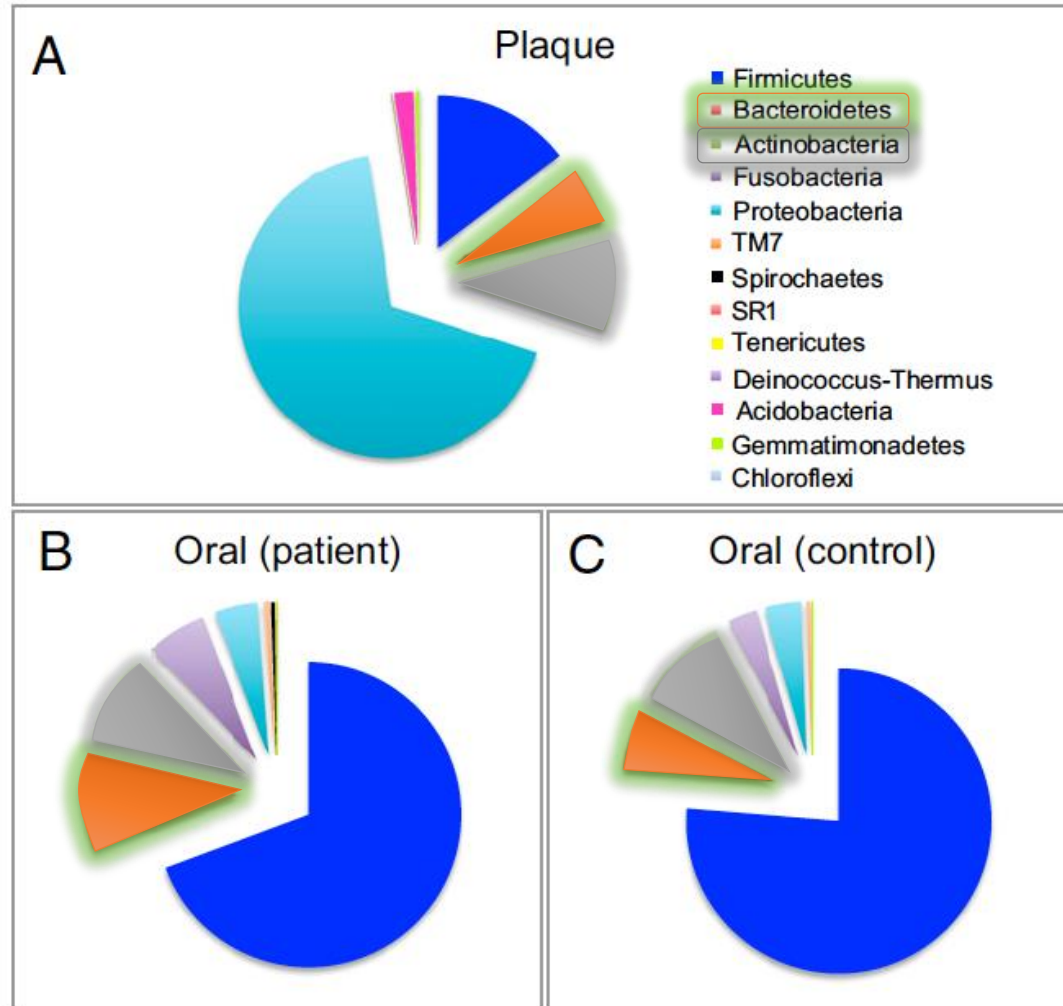 A
Plaque
Firmicutes
Bacteroidetes
Actinobacteria
Fusobacteria
Proteobacteria
TM7
Spirochaetes
SR1
Tenericutes
Deinococcus-Thermus
Acidobacteria
Gemmatimonadetes
Chloroflexi
B
Oral (patient)
C
Oral (control)